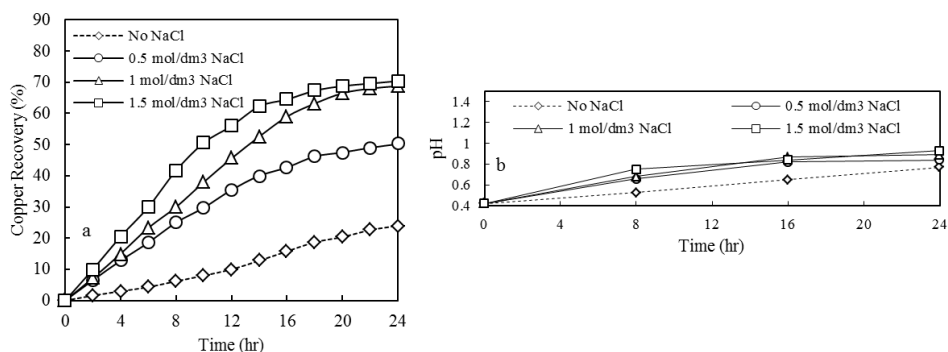 90
80
70
60
50
40
30
20
10
0
Copper Recovery (%)
No NaCl
0.5 mol/dm3 NaCl
1 mol/dm3 NaCl
1.5 mol/dm3 NaCl
a
0 4 8 12 16 20 24
Time (hr)
1.4
1.2
1
0.8
0.6
0.4
pH
No NaCl 0.5 mol/dm3 NaCl
1 mol/dm3 NaCl 1.5 mol/dm3 NaCl
b
0 4 8 12 16 20 24
Time (hr)